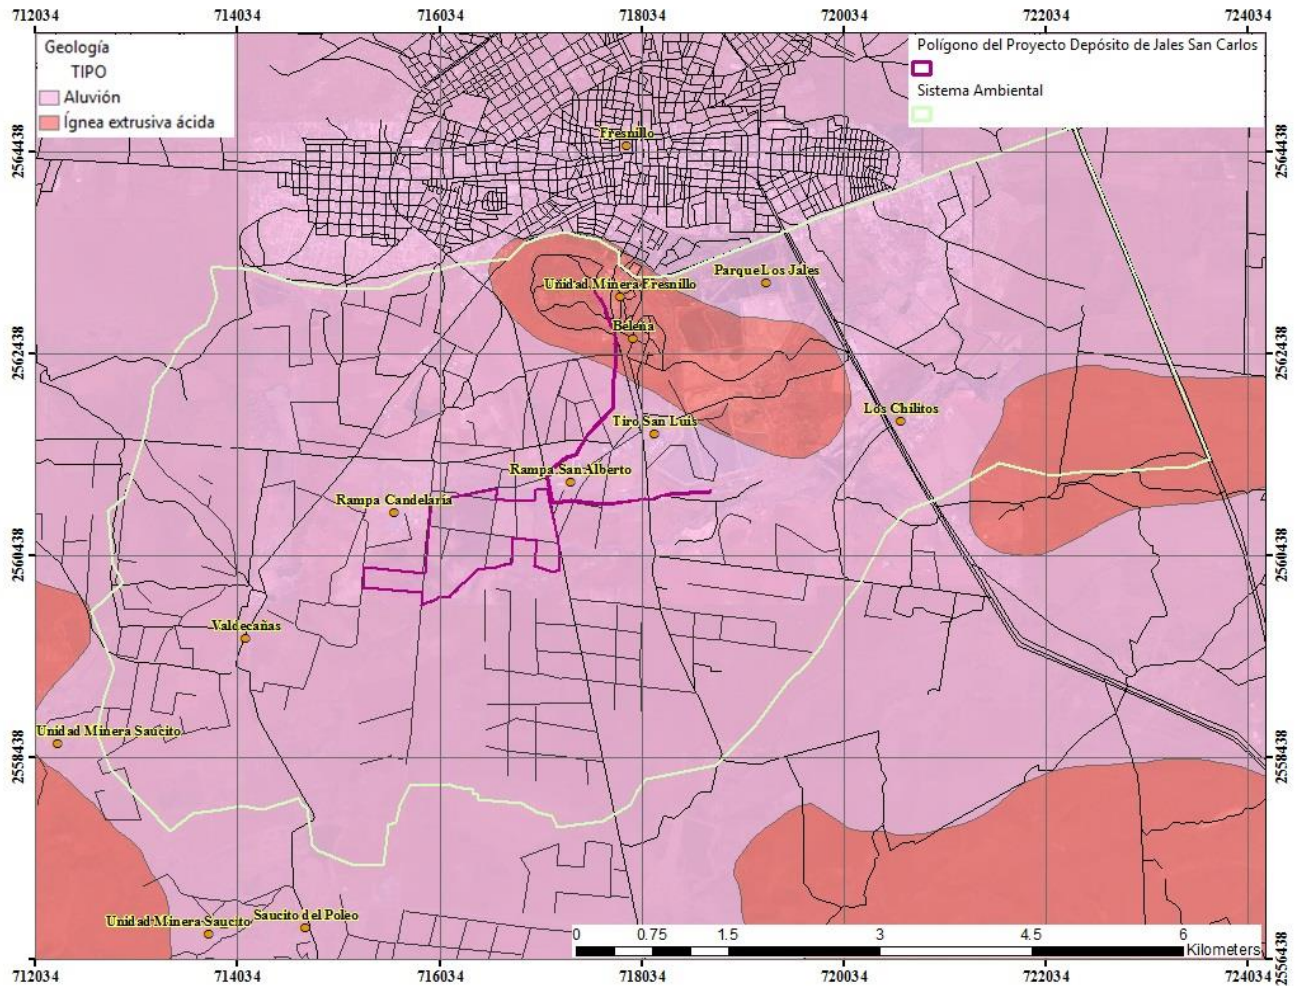 712034 714034 716034 718034 720034 722034 724034
Geología
TIPO
Aluvión
Ígnea extrusiva ácida
Polígono del Proyecto Depósito de Jales San Carlos
Sistema Ambiental
Fresnillo
2564438 2564438
Parque Los Jales
Unidad Minera Fresnillo
Beleña
2562438 2562438
Los Chilitos
Tiro San Luis
Rampa San Alberto
Rampa Candelaria
2560438 2560438
Valdecañas
Unidad Minera Saucito
2558438 2558438
Unidad Minera Saucito
Saucito del Poleo
0 0.75 1.5 3 4.5 6
Kilometers
2556438 2556438
712034 714034 716034 718034 720034 722034 724034